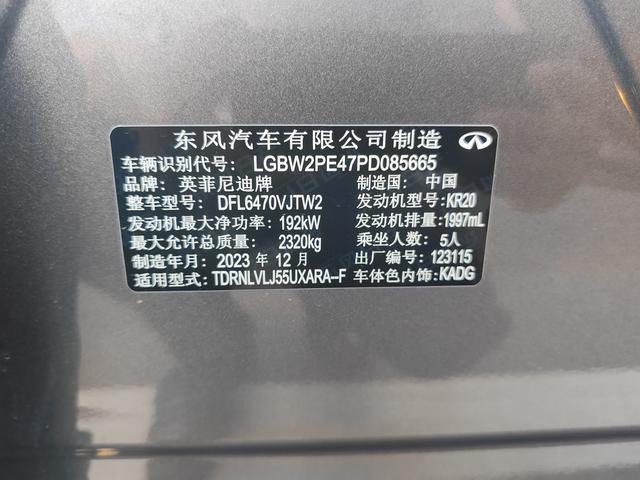 东风汽车有限公司制造
车辆识别代号: LGBW2PE47PD085665
品牌: 英菲尼迪牌 制造国: 中国
整车型号: DFL6470VJTW2 发动机型号: KR20
发动机最大净功率: 192kW 发动机排量: 1997mL
最大允许总质量: 2320kg 乘坐人数: 5人
制造年月: 2023 年 12 月 出厂编号: 123115
适用型式: TDRNLVLJ55UXARA-F 车体色内饰: KADG